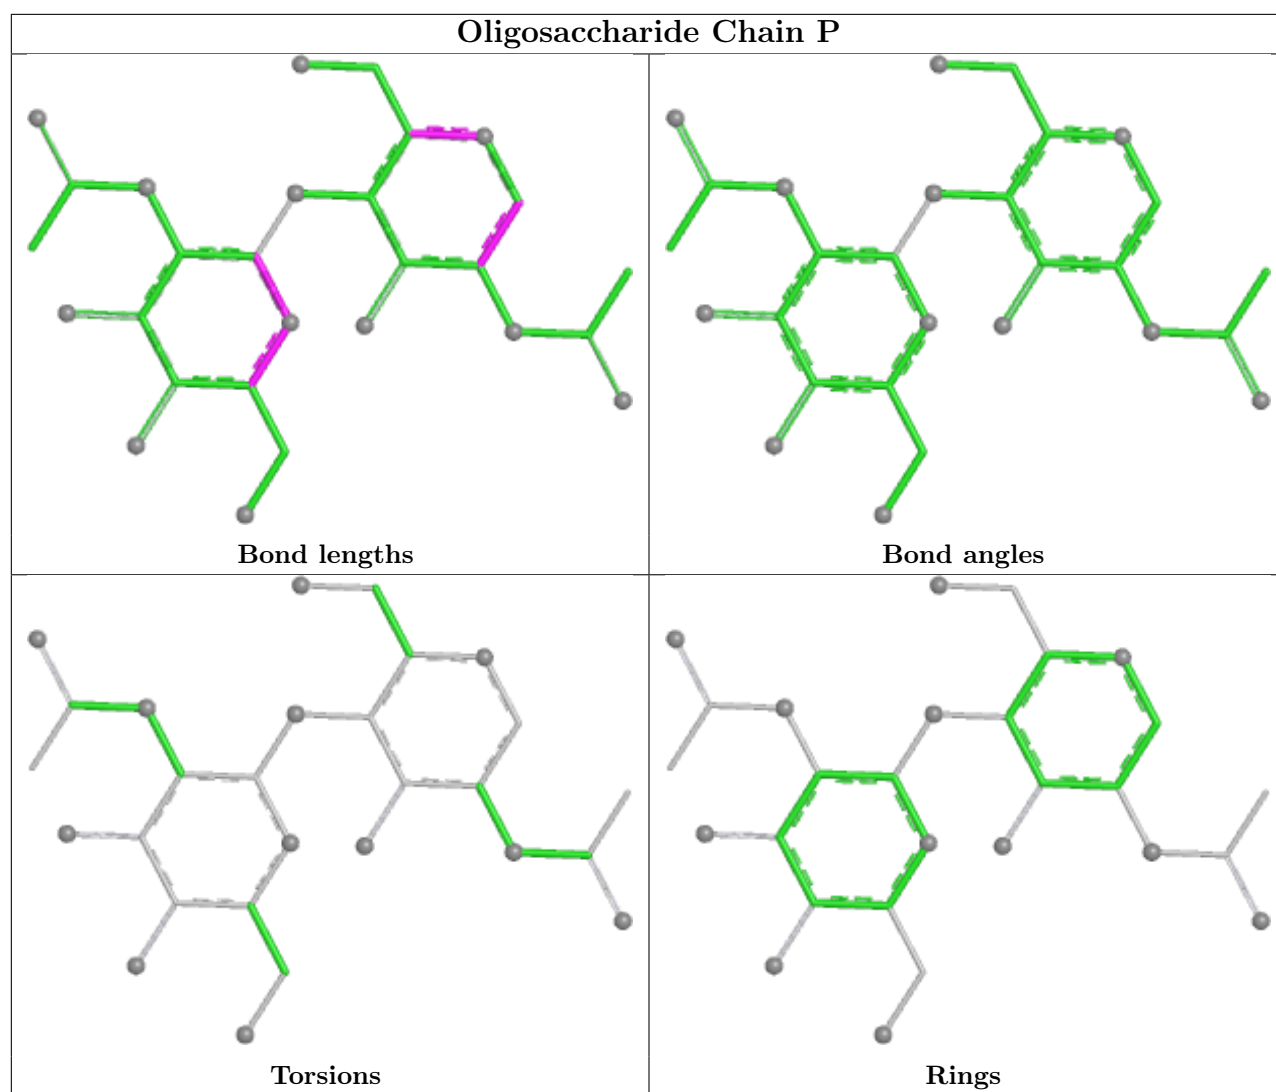 Oligosaccharide Chain P
Bond lengths
Bond angles
Torsions
Rings